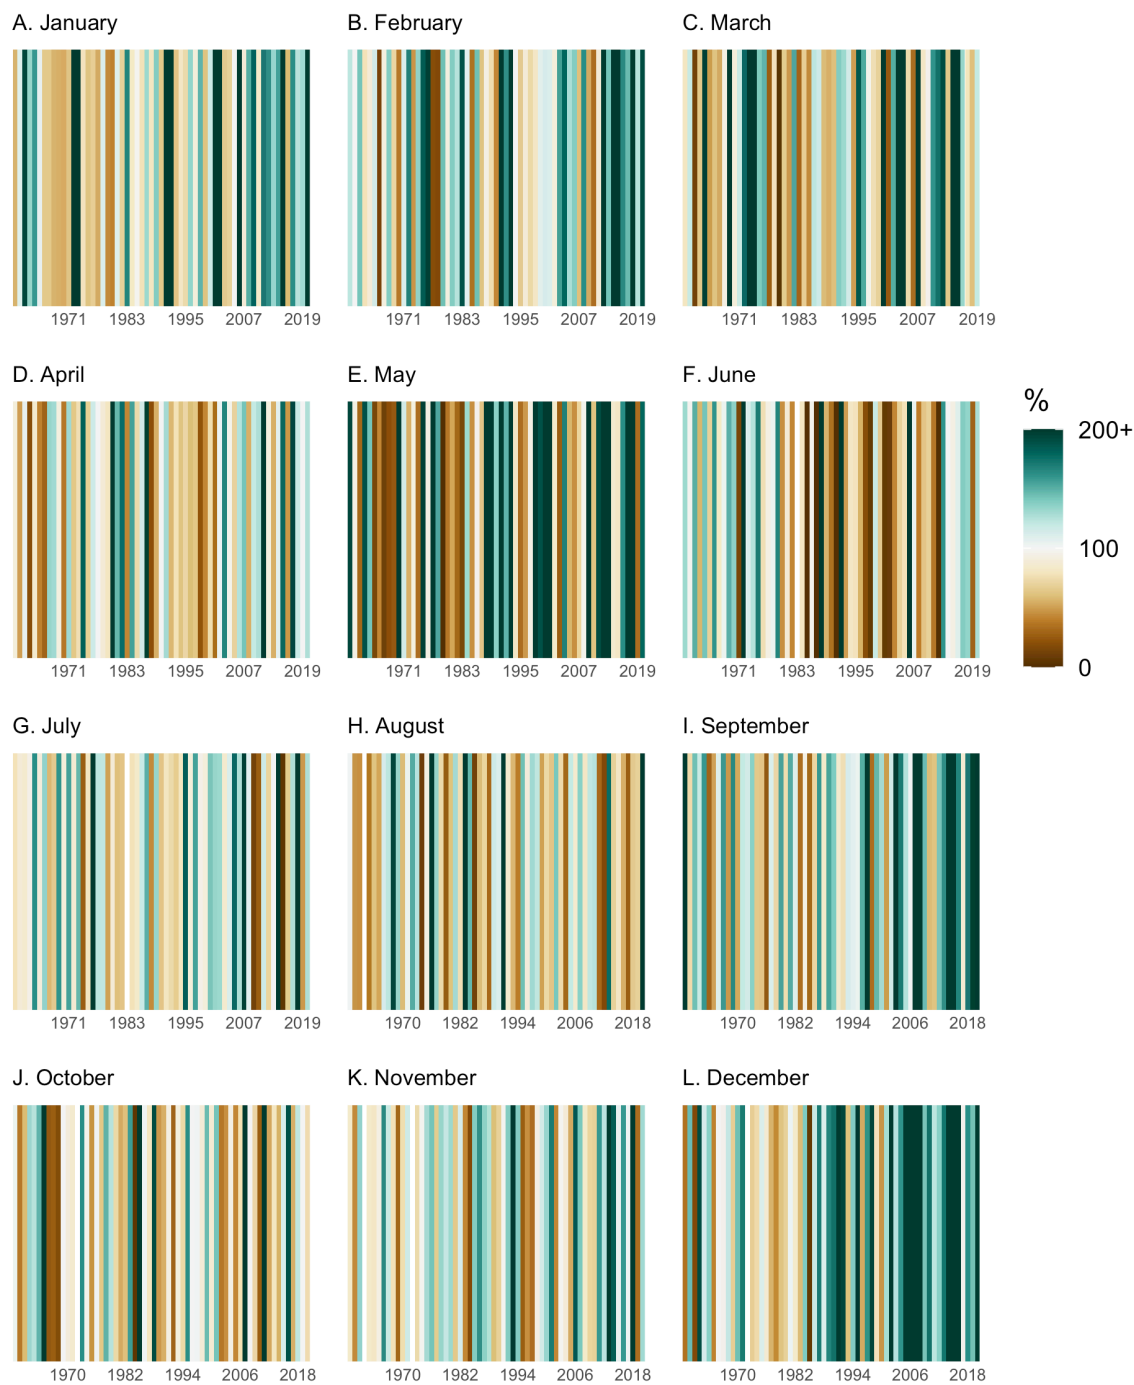 A. January
B. February
C. March
1971 1983 1995 2007 2019
1971 1983 1995 2007 2019
1971 1983 1995 2007 2019
D. April
E. May
F. June
1971 1983 1995 2007 2019
1971 1983 1995 2007 2019
1971 1983 1995 2007 2019
%
200+
100
0
G. July
H. August
I. September
1971 1983 1995 2007 2019
1970 1982 1994 2006 2018
1970 1982 1994 2006 2018
J. October
K. November
L. December
1970 1982 1994 2006 2018
1970 1982 1994 2006 2018
1970 1982 1994 2006 2018